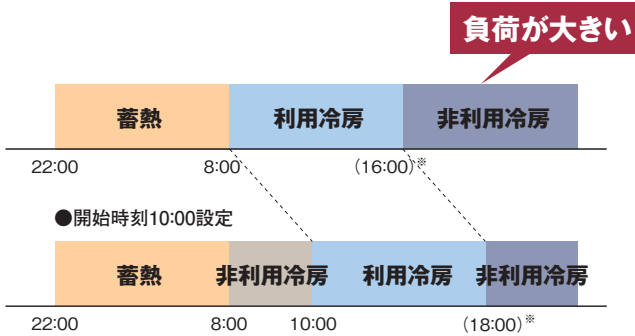 負荷が大きい
蓄熱 利用冷房 非利用冷房
22:00 8:00 (16:00)※
●開始時刻10:00設定
蓄熱 非利用冷房 利用冷房 非利用冷房
22:00 8:00 10:00 (18:00)※